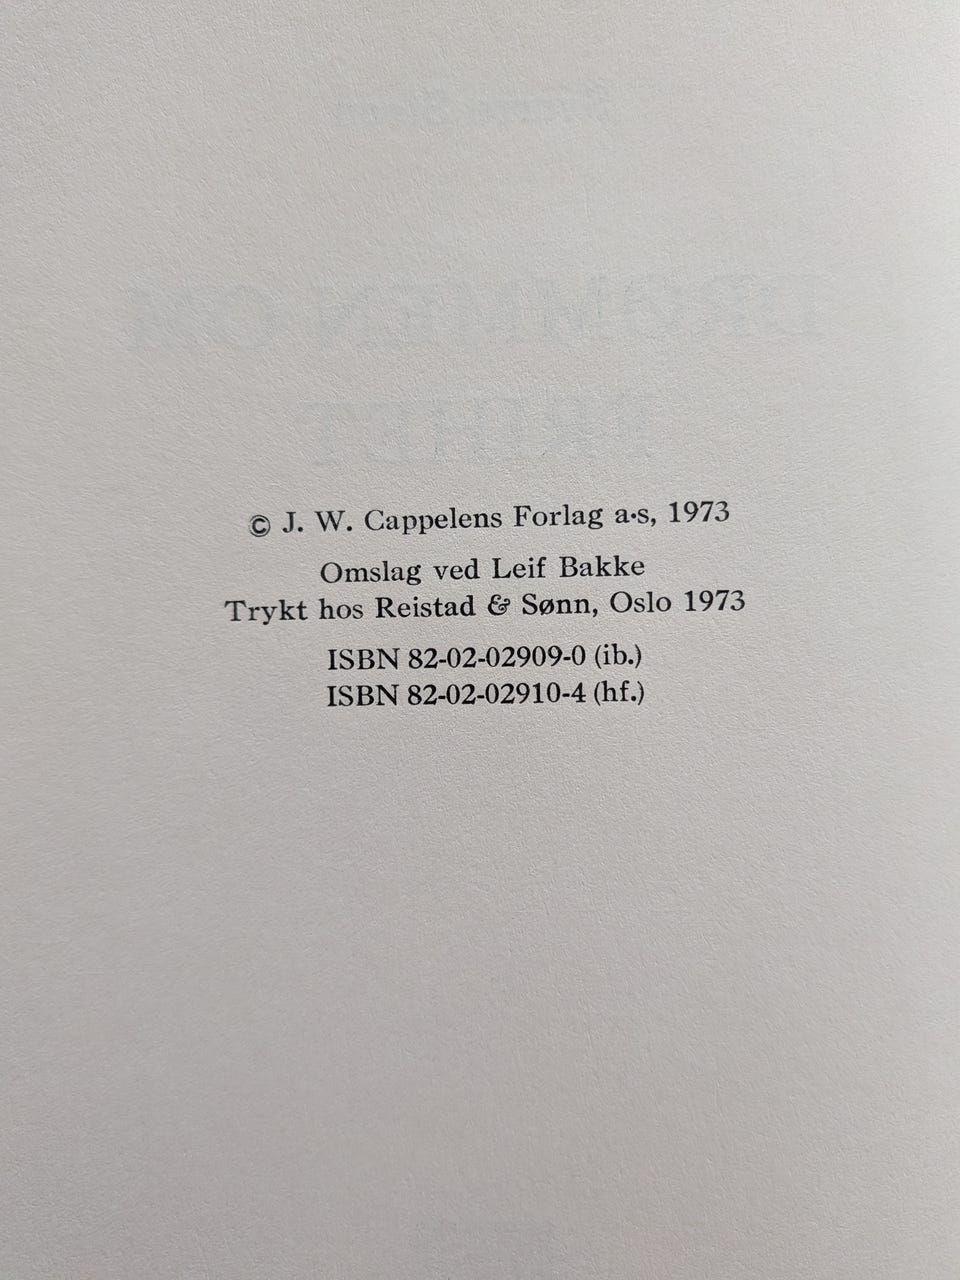 © J. W. Cappelens Forlag a·s, 1973
Omslag ved Leif Bakke
Trykt hos Reistad & Sønn, Oslo 1973
ISBN 82-02-02909-0 (ib.)
ISBN 82-02-02910-4 (hf.)